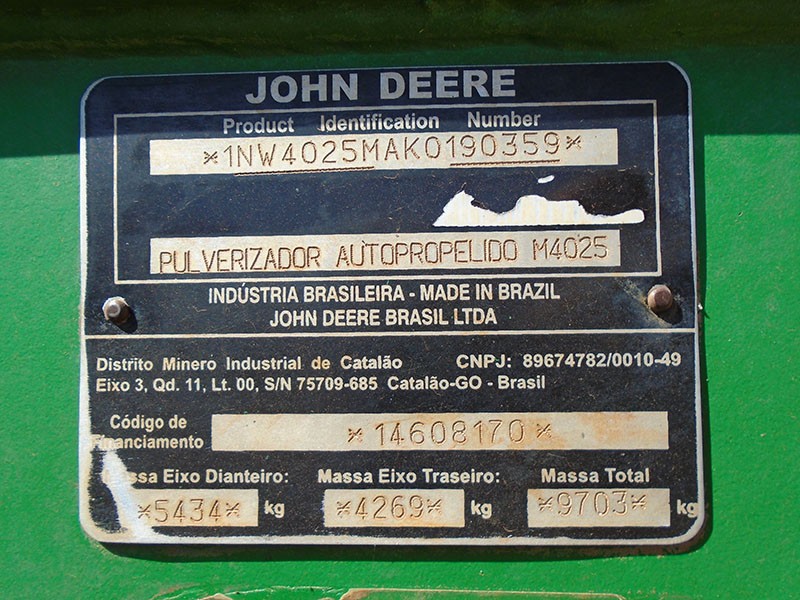 JOHN DEERE
Product Identification Number
*1NW4025MAK0190359*
PULVERIZADOR AUTOPROPELIDO M4025
INDÚSTRIA BRASILEIRA - MADE IN BRAZIL
JOHN DEERE BRASIL LTDA
Distrito Minero Industrial de Catalão CNPJ: 89674782/0010-49
Eixo 3, Qd. 11, Lt. 00, S/N 75709-685 Catalão-GO - Brasil
Código de
Financiamento *14608170*
Massa Eixo Dianteiro: Massa Eixo Traseiro: Massa Total
*5434* kg *4269* kg *9703* kg